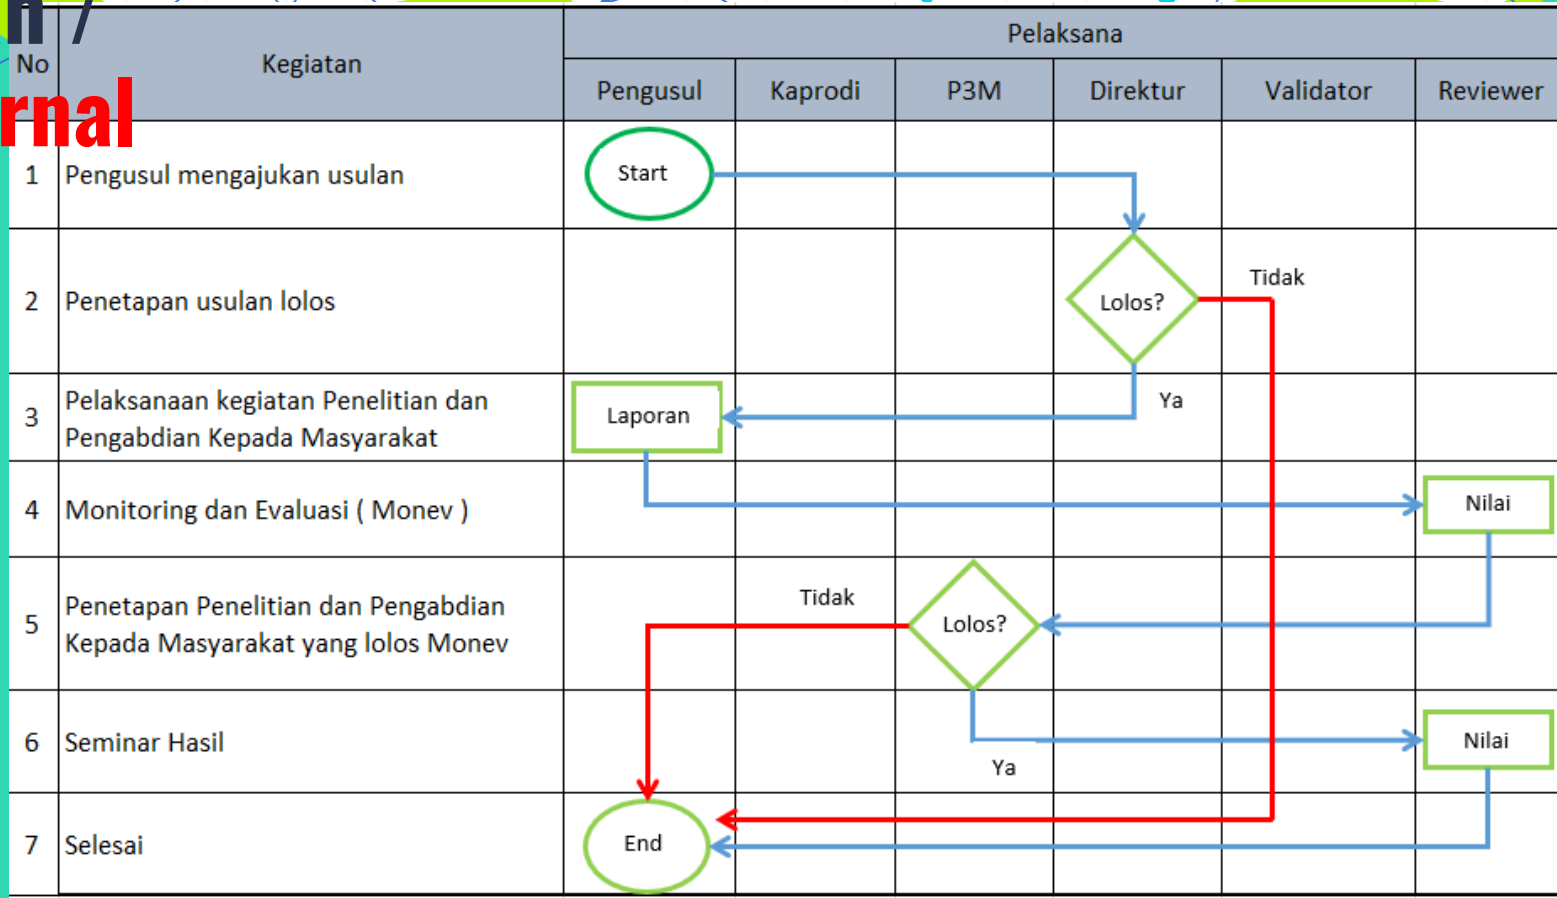 n /
rnal
No
Kegiatan
Pelaksana
Pengusul Kaprodi P3M Direktur Validator Reviewer
1 Pengusul mengajukan usulan
Start
2 Penetapan usulan lolos
Lolos?
Tidak
3 Pelaksanaan kegiatan Penelitian dan
Pengabdian Kepada Masyarakat
Laporan
Ya
4 Monitoring dan Evaluasi ( Monev )
Nilai
5 Penetapan Penelitian dan Pengabdian
Kepada Masyarakat yang lolos Monev
Tidak
Lolos?
6 Seminar Hasil
Ya
Nilai
7 Selesai
End